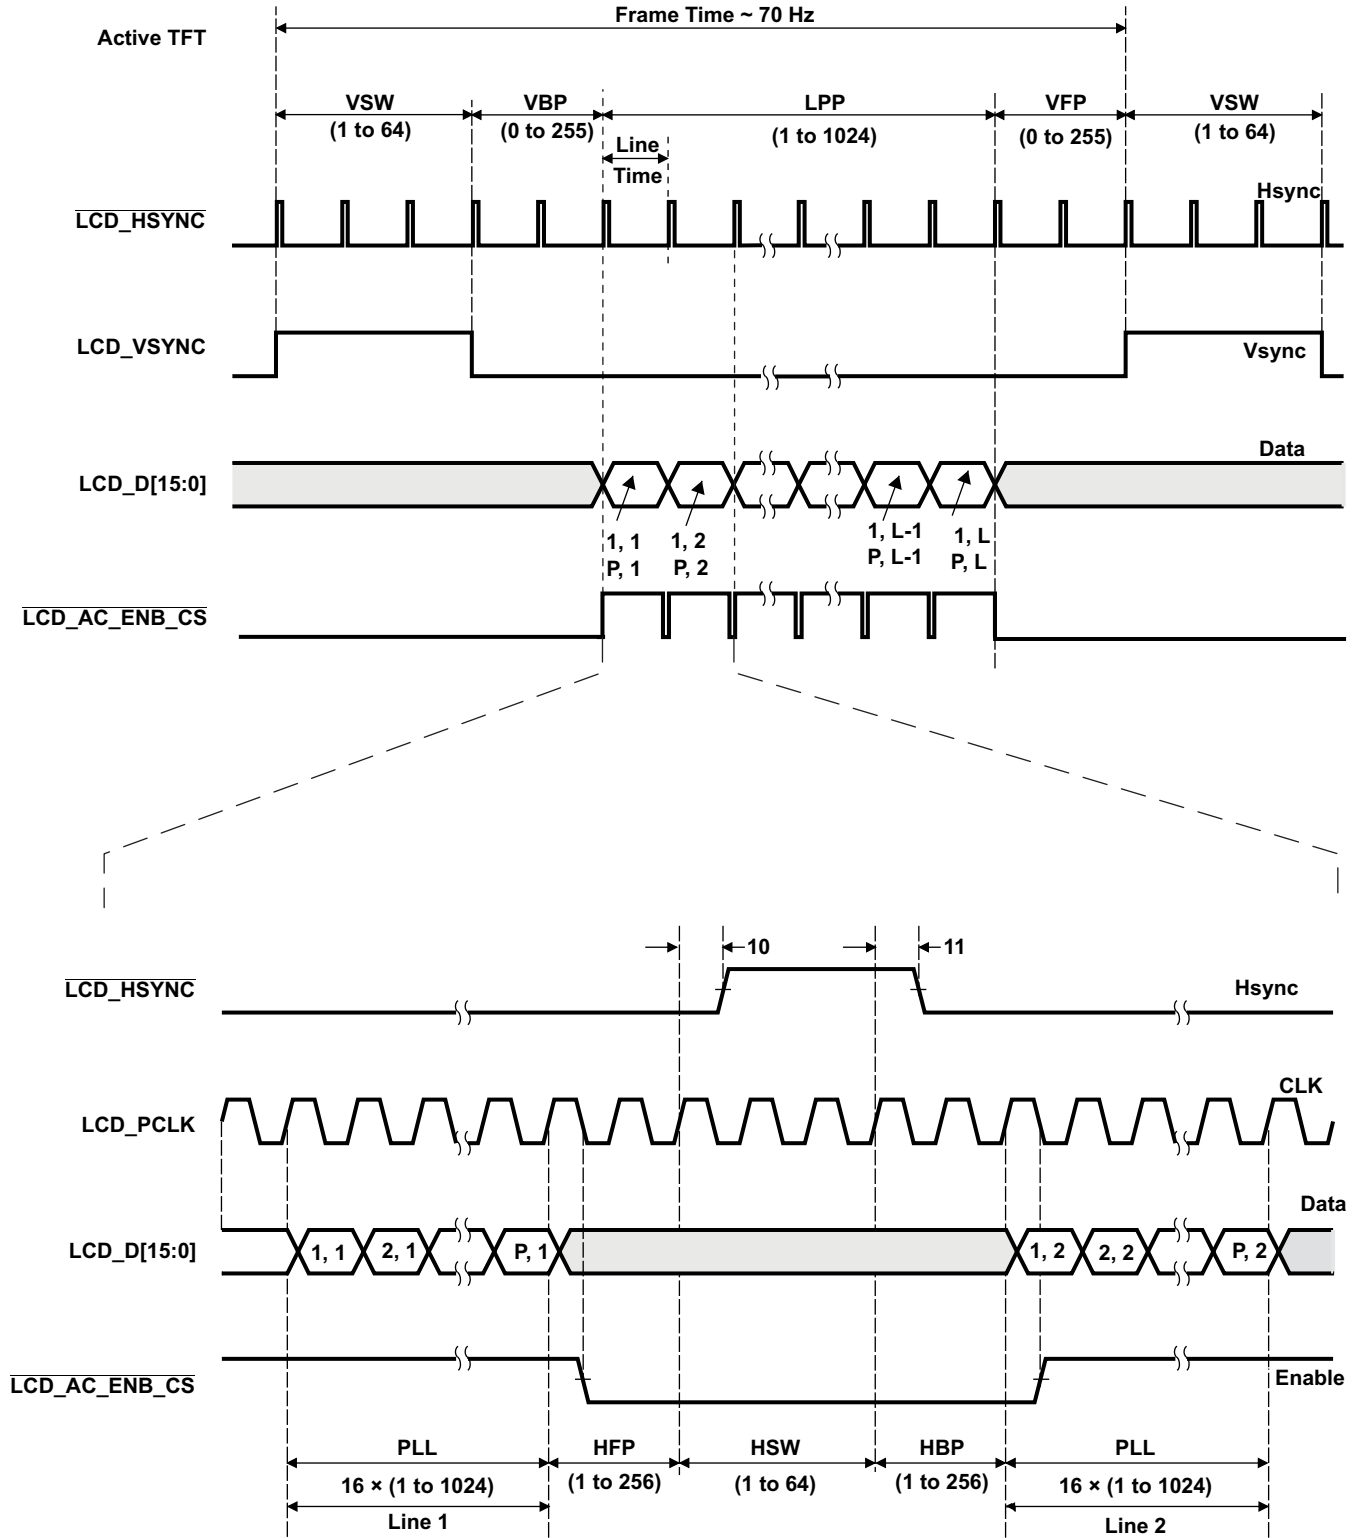 Frame Time ~ 70 Hz
Active TFT
VSW VBP LPP VFP VSW
(1 to 64) (0 to 255) (1 to 1024) (0 to 255) (1 to 64)
Line
Time
Hsync
LCD_HSYNC
LCD_VSYNC
Vsync
Data
LCD_D[15:0]
1, 1 1, 2 1, L-1 1, L
P, 1 P, 2 P, L-1 P, L
LCD_AC_ENB_CS
10 11
LCD_HSYNC
Hsync
CLK
LCD_PCLK
Data
LCD_D[15:0] 1, 1 2, 1 P, 1 1, 2 2, 2 P, 2
LCD_AC_ENB_CS
Enable
PLL HFP HSW HBP PLL
16 × (1 to 1024) (1 to 256) (1 to 64) (1 to 256) 16 × (1 to 1024)
Line 1 Line 2